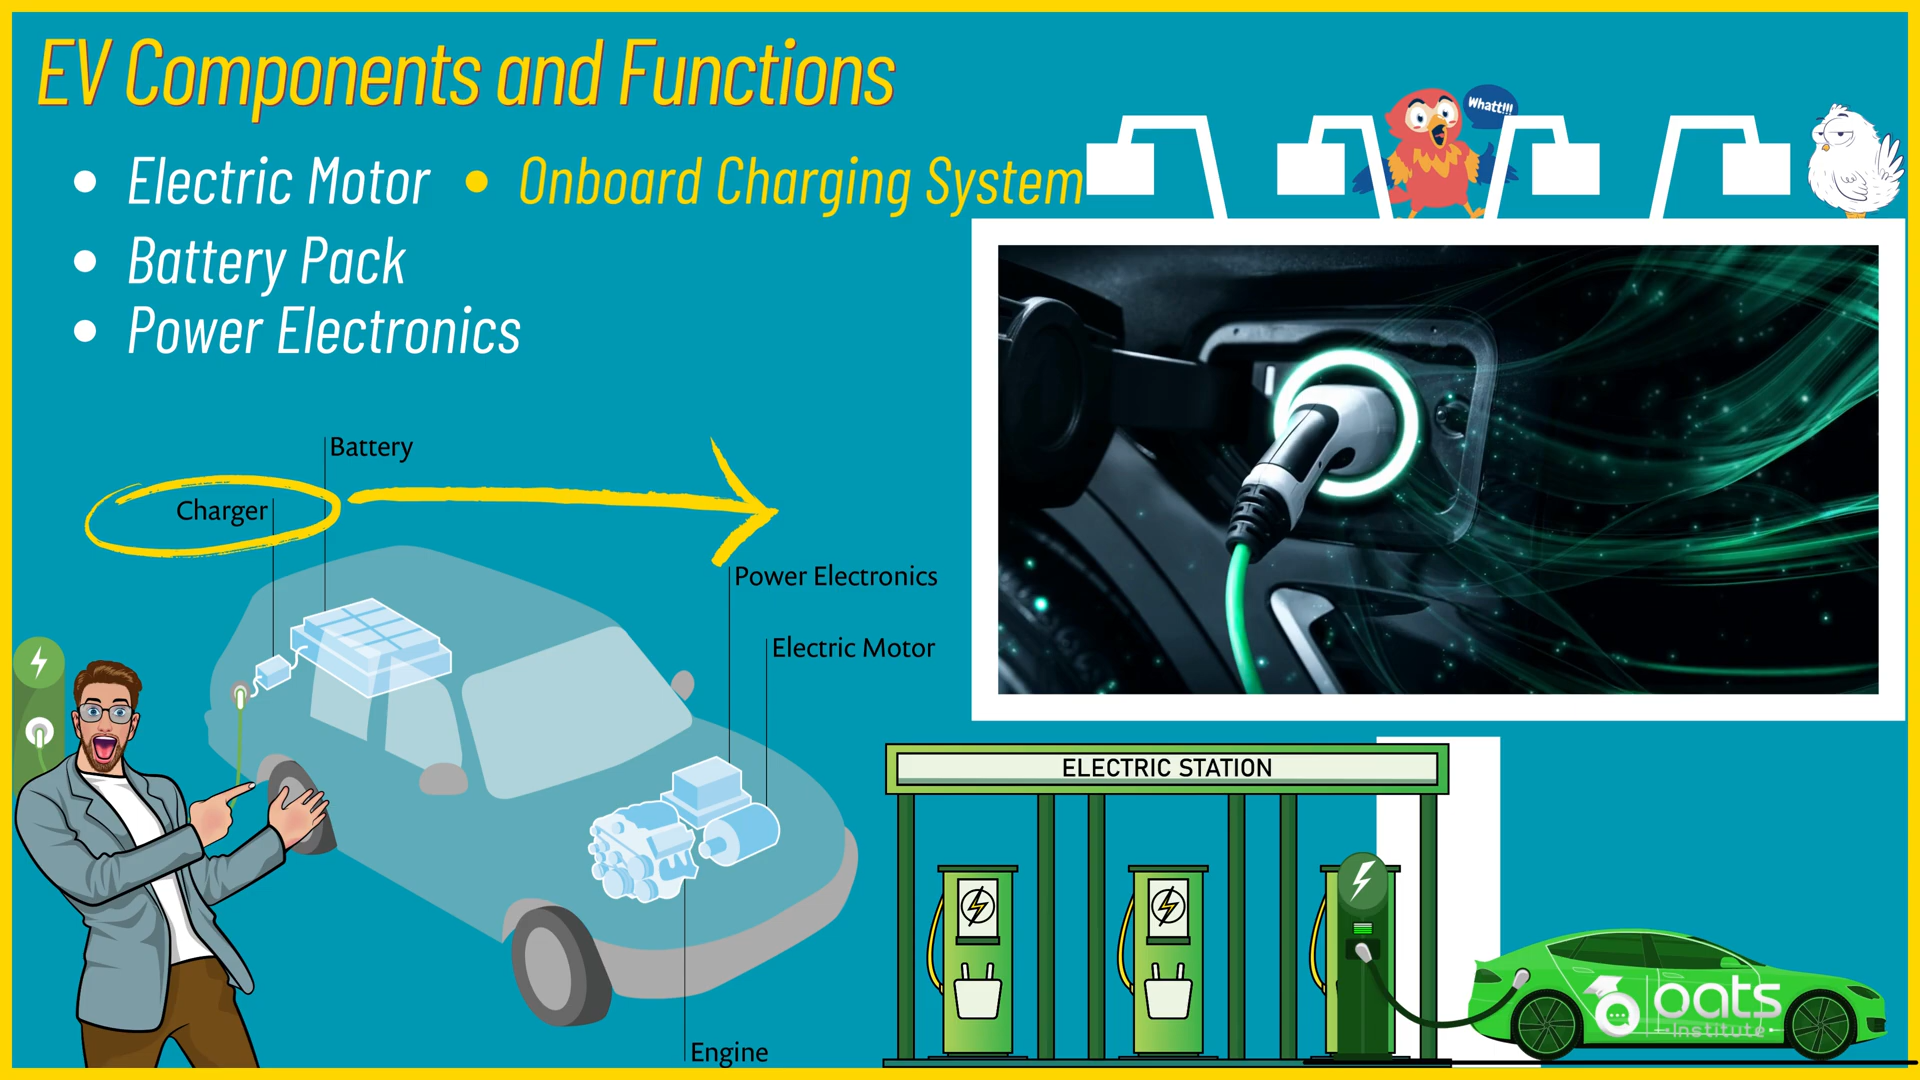 EV Components and Functions
• Electric Motor
• Onboard Charging System
• Battery Pack
• Power Electronics
Whatt!!!
Battery
Charger
Power Electronics
Electric Motor
Engine
ELECTRIC STATION
oats
Institute